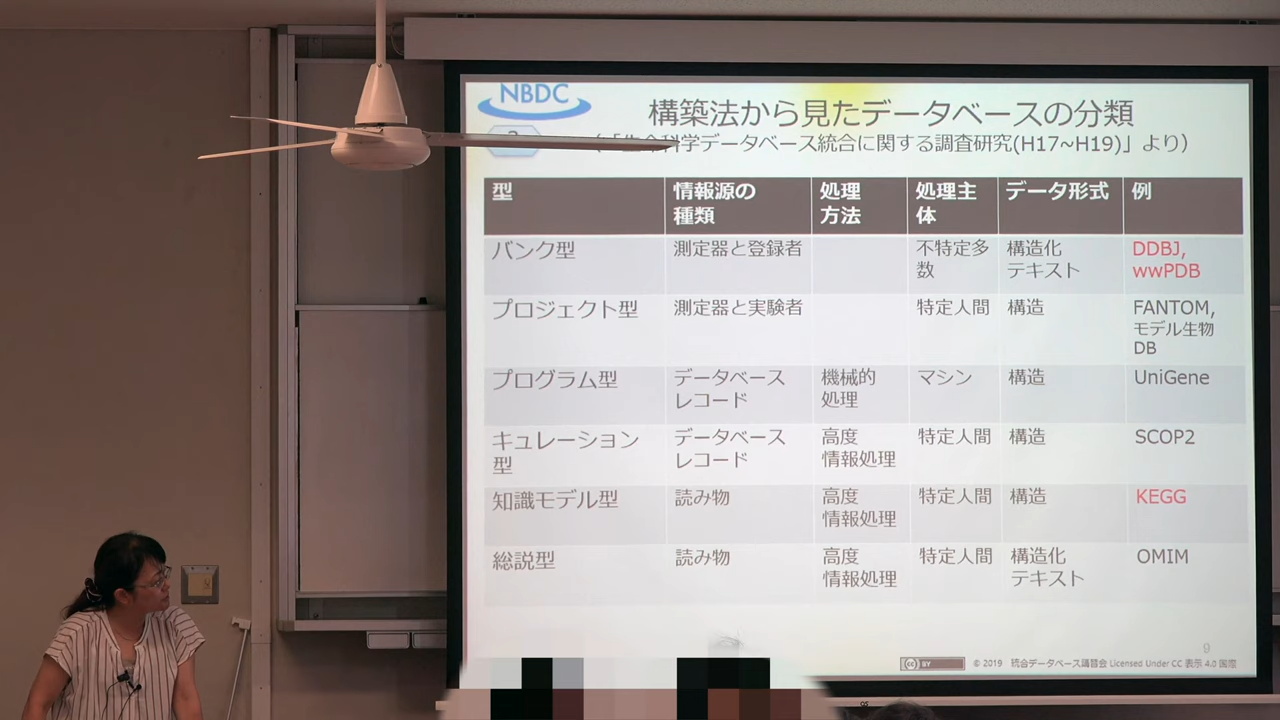 NBDC
構築法から見たデータベースの分類
(「生命科学データベース統合に関する調査研究(H17~H19)」より)
型 情報源の種類 処理方法 処理主体 データ形式 例
バンク型 測定器と登録者 不特定多数 構造化テキスト DDBJ, wwPDB
プロジェクト型 測定器と実験者 特定人間 構造 FANTOM, モデル生物DB
プログラム型 データベースレコード 機械的処理 マシン 構造 UniGene
キュレーション型 データベースレコード 高度情報処理 特定人間 構造 SCOP2
知識モデル型 読み物 高度情報処理 特定人間 構造 KEGG
総説型 読み物 高度情報処理 特定人間 構造化テキスト OMIM
9
cc BY © 2019 統合データベース講習会 Licensed Under CC 表示 4.0 国際